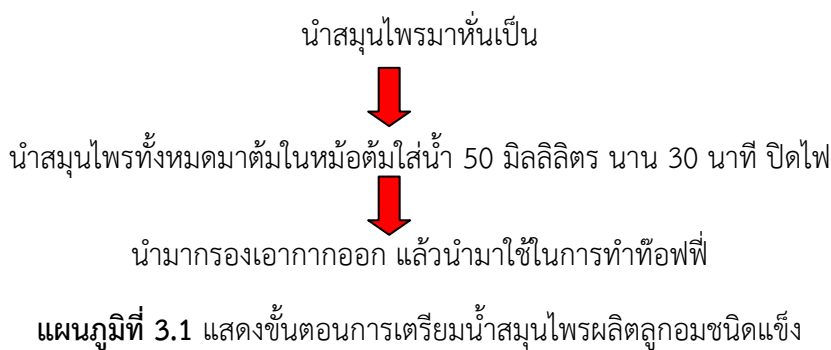 นำสมุนไพรมาหั่นเป็น
นำสมุนไพรทั้งหมดมาต้มในหม้อต้มใส่น้ำ 50 มิลลิลิตร นาน 30 นาที ปิดไฟ
นำมากรองเอากากออก แล้วนำมาใช้ในการทำท๊อฟฟี่
แผนภูมิที่ 3.1 แสดงขั้นตอนการเตรียมน้ำสมุนไพรผลิตลูกอมชนิดแข็ง